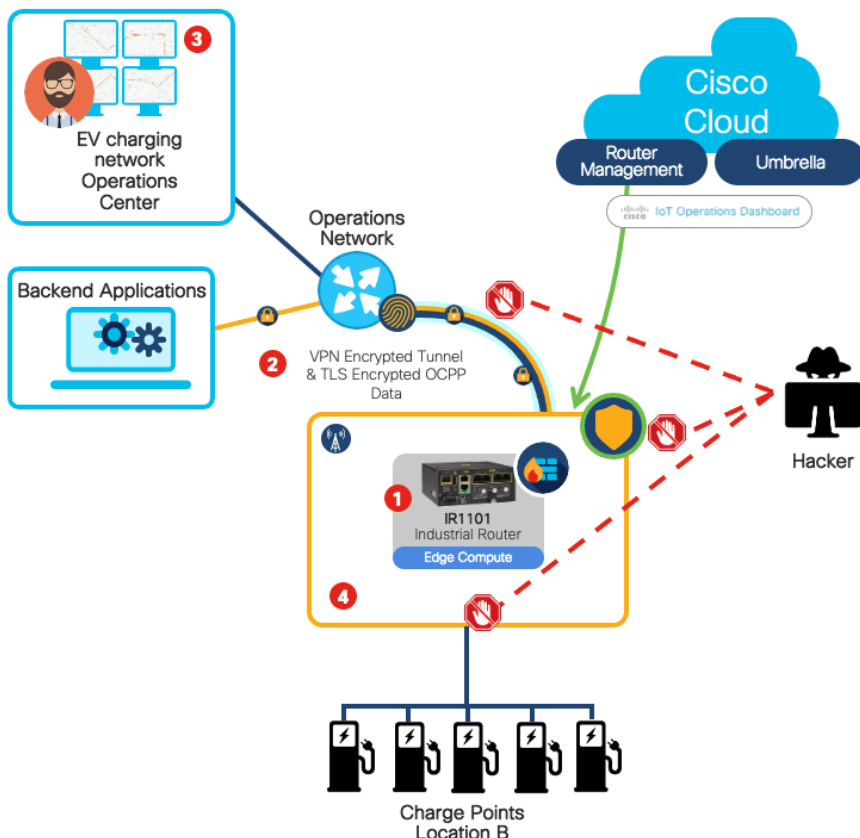 3
EV charging
network
Operations
Center
Cisco
Cloud
Router
Management
Umbrella
CISCO IoT Operations Dashboard
Operations
Network
Backend Applications
2
VPN Encrypted Tunnel
& TLS Encrypted OCPP
Data
Hacker
1
IR1101
Industrial Router
Edge Compute
4
Charge Points
Location B